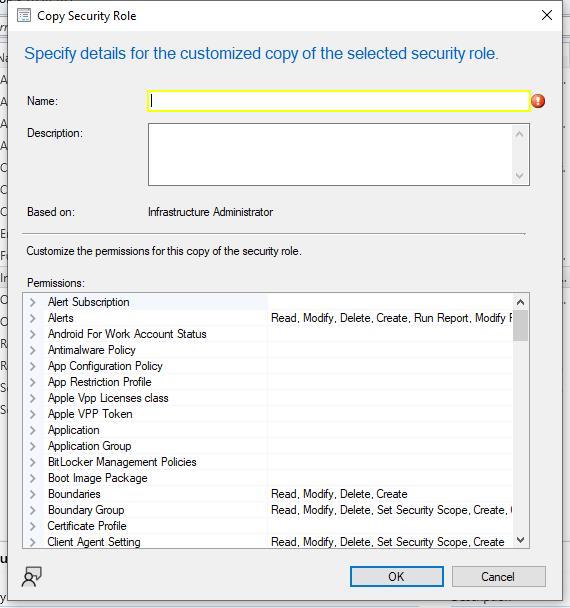 Copy Security Role
Specify details for the customized copy of the selected security role.
Name:
Description:
Based on: Infrastructure Administrator
Customize the permissions for this copy of the security role.
Permissions:
Alert Subscription
Alerts Read, Modify, Delete, Create, Run Report, Modify
Android For Work Account Status
Antimalware Policy
App Configuration Policy
App Restriction Profile
Apple Vpp Licenses class
Apple VPP Token
Application
Application Group
BitLocker Management Policies
Boot Image Package
Boundaries Read, Modify, Delete, Create
Boundary Group Read, Modify, Delete, Set Security Scope, Create,
Certificate Profile
Client Agent Setting Read, Modify, Delete, Set Security Scope, Create
OK Cancel